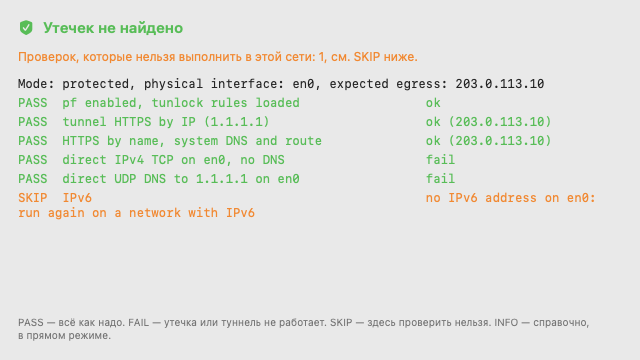 Утечек не найдено
Проверок, которые нельзя выполнить в этой сети: 1, см. SKIP ниже.
Mode: protected, physical interface: en0, expected egress: 203.0.113.10
PASS  pf enabled, tunlock rules loaded                 ok
PASS  tunnel HTTPS by IP (1.1.1.1)                     ok (203.0.113.10)
PASS  HTTPS by name, system DNS and route              ok (203.0.113.10)
PASS  direct IPv4 TCP on en0, no DNS                   fail
PASS  direct UDP DNS to 1.1.1.1 on en0                 fail
SKIP  IPv6                                             no IPv6 address on en0:
run again on a network with IPv6
PASS — всё как надо. FAIL — утечка или туннель не работает. SKIP — здесь проверить нельзя. INFO — справочно,
в прямом режиме.